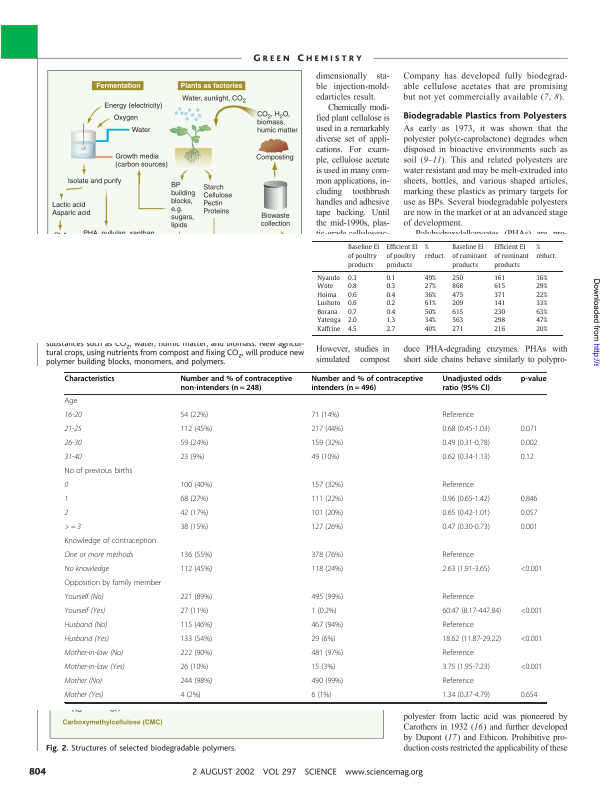 GREEN CHEMISTRY
Fermentation
Plants as factories
Water, sunlight, CO2
Energy (electricity)
Oxygen
Water
CO2, H2O,
biomass,
humic matter
Growth media
(carbon sources)
Composting
Isolate and purify
Lactic acid
Asparic acid
BP
building
blocks,
e.g.
sugars,
lipids
Starch
Cellulose
Pectin
Proteins
Biowaste
collection
PHA, pullulan, xanthan
dimensionally sta-
ble injection-mold-
edarticles result.
Chemically modi-
fied plant cellulose is
used in a remarkably
diverse set of appli-
cations. For exam-
ple, cellulose acetate
is used in many com-
mon applications, in-
cluding toothbrush
handles and adhesive
tape backing. Until
the mid-1990s, plas-
tic-grade cellulosic-
Company has developed fully biodegrad-
able cellulose acetates that are promising
but not yet commercially available (7, 8).
Biodegradable Plastics from Polyesters
As early as 1973, it was shown that the
polyester poly(ε-caprolactone) degrades when
disposed in bioactive environments such as
soil (9–11). This and related polyesters are
water resistant and may be melt-extruded into
sheets, bottles, and various shaped articles,
marking these plastics as primary targets for
use as BPs. Several biodegradable polyesters
are now in the market or at an advanced stage
of development.
Polyhydroxyalkanoates (PHAs) are pro-
Baseline EI of poultry products Efficient EI of poultry products % reduct. Baseline EI of ruminant products Efficient EI of ruminant products % reduct.
Nyando 0.3 0.1 49% 250 161 36%
Wote 0.8 0.3 27% 868 615 29%
Hoima 0.6 0.4 36% 475 371 22%
Lushoto 0.6 0.2 61% 209 141 33%
Borana 0.7 0.4 50% 615 230 63%
Yatenga 2.0 1.3 34% 563 298 47%
Kaffrine 4.5 2.7 40% 271 216 20%
substances such as CO2, water, humic matter, and biomass. New agricul-
tural crops, using nutrients from compost and fixing CO2, will produce new
polymer building blocks, monomers, and polymers.
However, studies in
simulated compost
duce PHA-degrading enzymes. PHAs with
short side chains behave similarly to polypro-
Characteristics Number and % of contraceptive non-intenders (n = 248) Number and % of contraceptive intenders (n = 496) Unadjusted odds ratio (95% CI) p-value
Age
16-20 54 (22%) 71 (14%) Reference
21-25 112 (45%) 217 (44%) 0.68 (0.45-1.03) 0.071
26-30 59 (24%) 159 (32%) 0.49 (0.31-0.78) 0.002
31-40 23 (9%) 49 (10%) 0.62 (0.34-1.13) 0.12
No of previous births
0 100 (40%) 157 (32%) Reference
1 68 (27%) 111 (22%) 0.96 (0.65-1.42) 0.846
2 42 (17%) 101 (20%) 0.65 (0.42-1.01) 0.057
> = 3 38 (15%) 127 (26%) 0.47 (0.30-0.73) 0.001
Knowledge of contraception
One or more methods 136 (55%) 378 (76%) Reference
No knowledge 112 (45%) 118 (24%) 2.63 (1.91-3.65) <0.001
Opposition by family member
Yourself (No) 221 (89%) 495 (99%) Reference
Yourself (Yes) 27 (11%) 1 (0.2%) 60.47 (8.17-447.84) <0.001
Husband (No) 115 (46%) 467 (94%) Reference
Husband (Yes) 133 (54%) 29 (6%) 18.62 (11.87-29.22) <0.001
Mother-in-law (No) 222 (90%) 481 (97%) Reference
Mother-in-law (Yes) 26 (10%) 15 (3%) 3.75 (1.95-7.23) <0.001
Mother (No) 244 (98%) 490 (99%) Reference
Mother (Yes) 4 (2%) 6 (1%) 1.34 (0.37-4.79) 0.654
Carboxymethylcellulose (CMC)
Fig. 2. Structures of selected biodegradable polymers.
polyester from lactic acid was pioneered by
Carothers in 1932 (16) and further developed
by Dupont (17) and Ethicon. Prohibitive pro-
duction costs restricted the applicability of these
804 2 AUGUST 2002 VOL 297 SCIENCE www.sciencemag.org
Downloaded from http://s